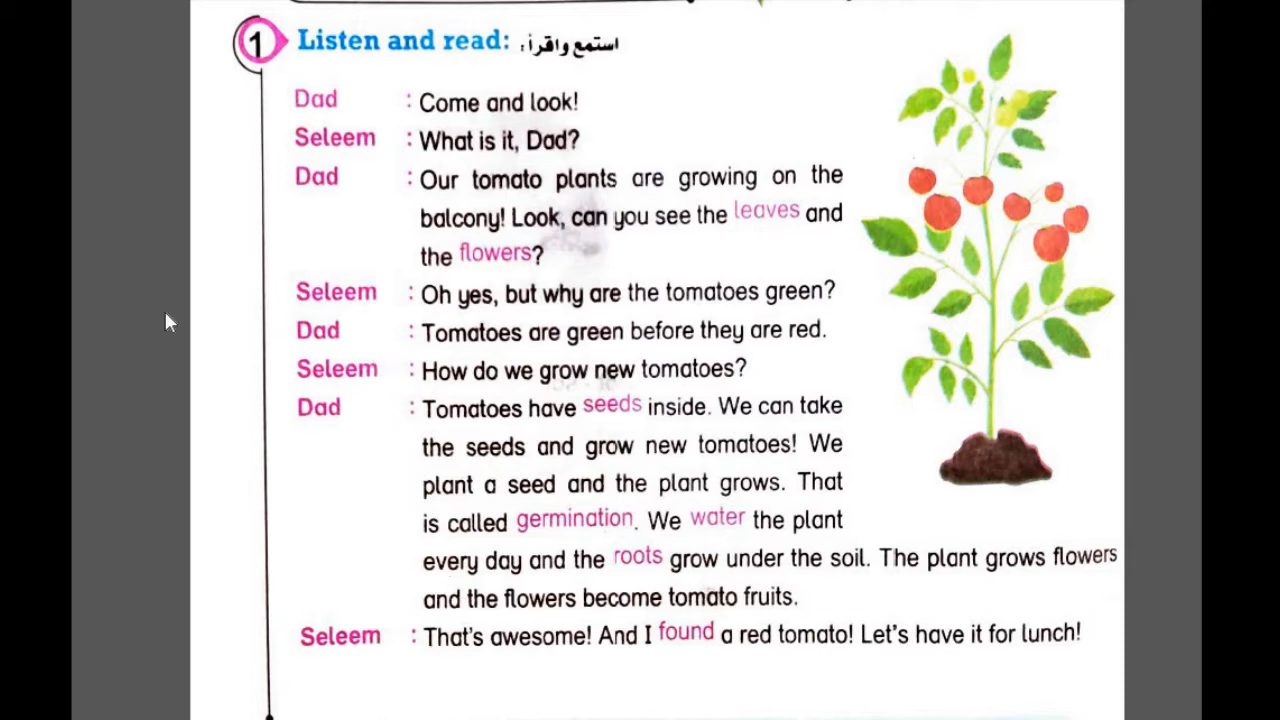 1 Listen and read: استمع واقرأ:
Dad : Come and look!
Seleem : What is it, Dad?
Dad : Our tomato plants are growing on the
balcony! Look, can you see the leaves and
the flowers?
Seleem : Oh yes, but why are the tomatoes green?
Dad : Tomatoes are green before they are red.
Seleem : How do we grow new tomatoes?
Dad : Tomatoes have seeds inside. We can take
the seeds and grow new tomatoes! We
plant a seed and the plant grows. That
is called germination. We water the plant
every day and the roots grow under the soil. The plant grows flowers
and the flowers become tomato fruits.
Seleem : That's awesome! And I found a red tomato! Let's have it for lunch!